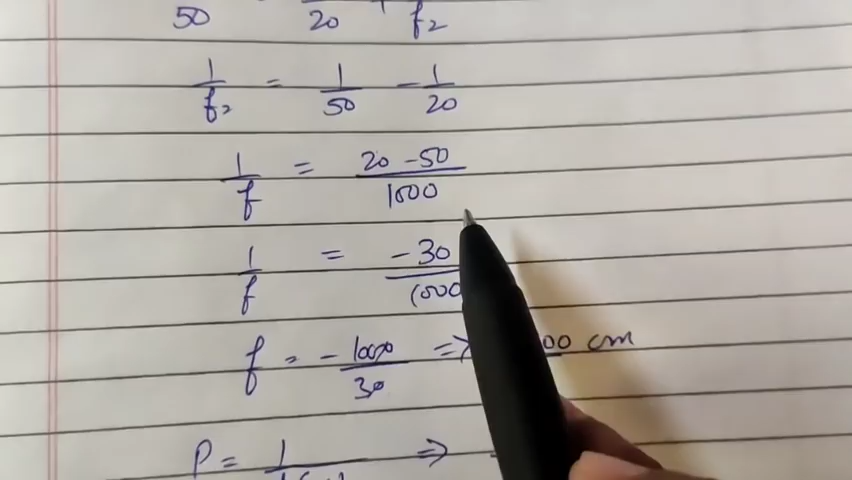 50 20 f₂
1/f₂ = 1/50 - 1/20
1/f = 20 - 50/1000
1/f = -30/1000
f = -1000/30 ⇒ 00 cm
P = 1 ⇒